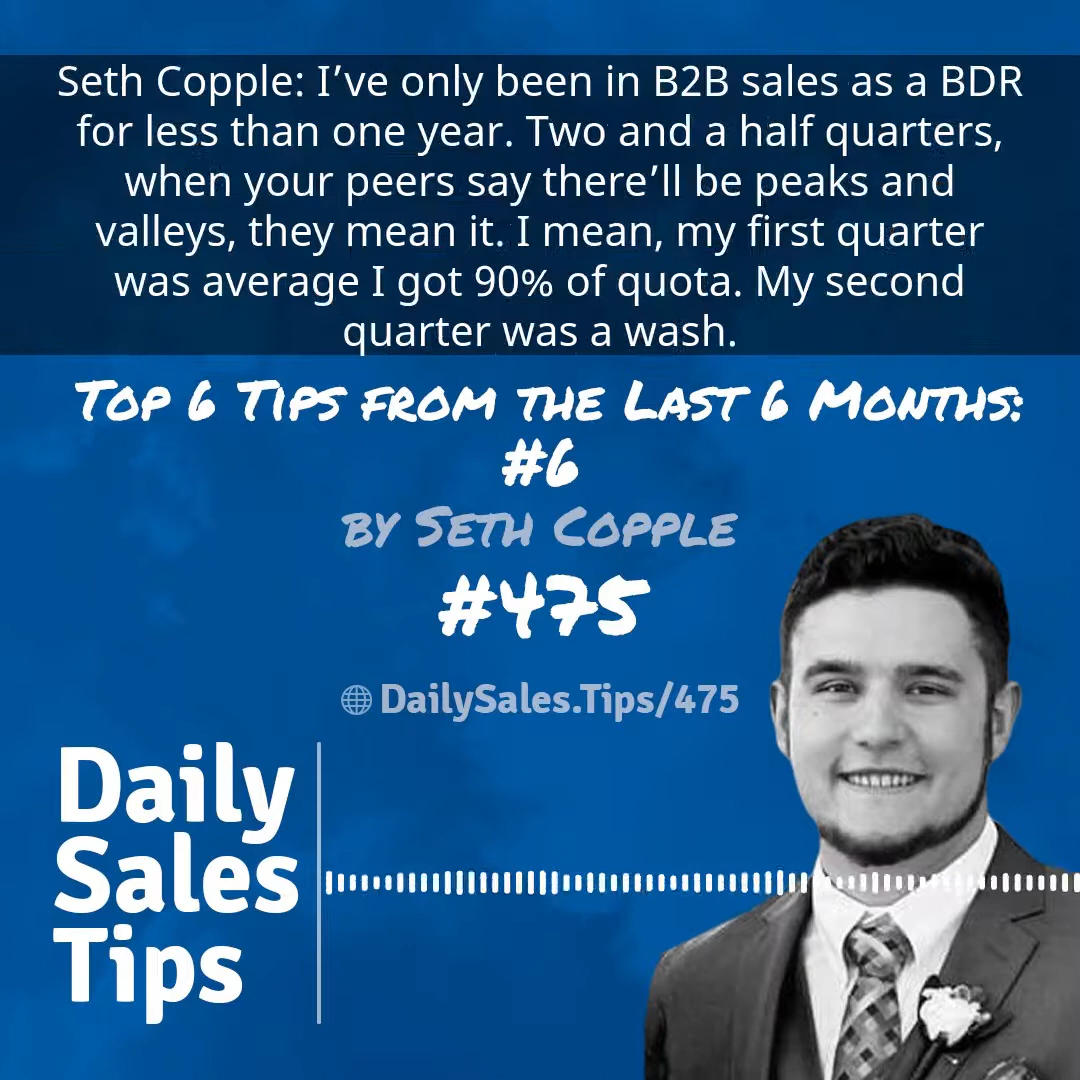 Seth Copple: I’ve only been in B2B sales as a BDR
for less than one year. Two and a half quarters,
when your peers say there’ll be peaks and
valleys, they mean it. I mean, my first quarter
was average I got 90% of quota. My second
quarter was a wash.
Top 6 Tips from the Last 6 Months:
#6
by Seth Copple
#475
DailySales.Tips/475
Daily
Sales
Tips